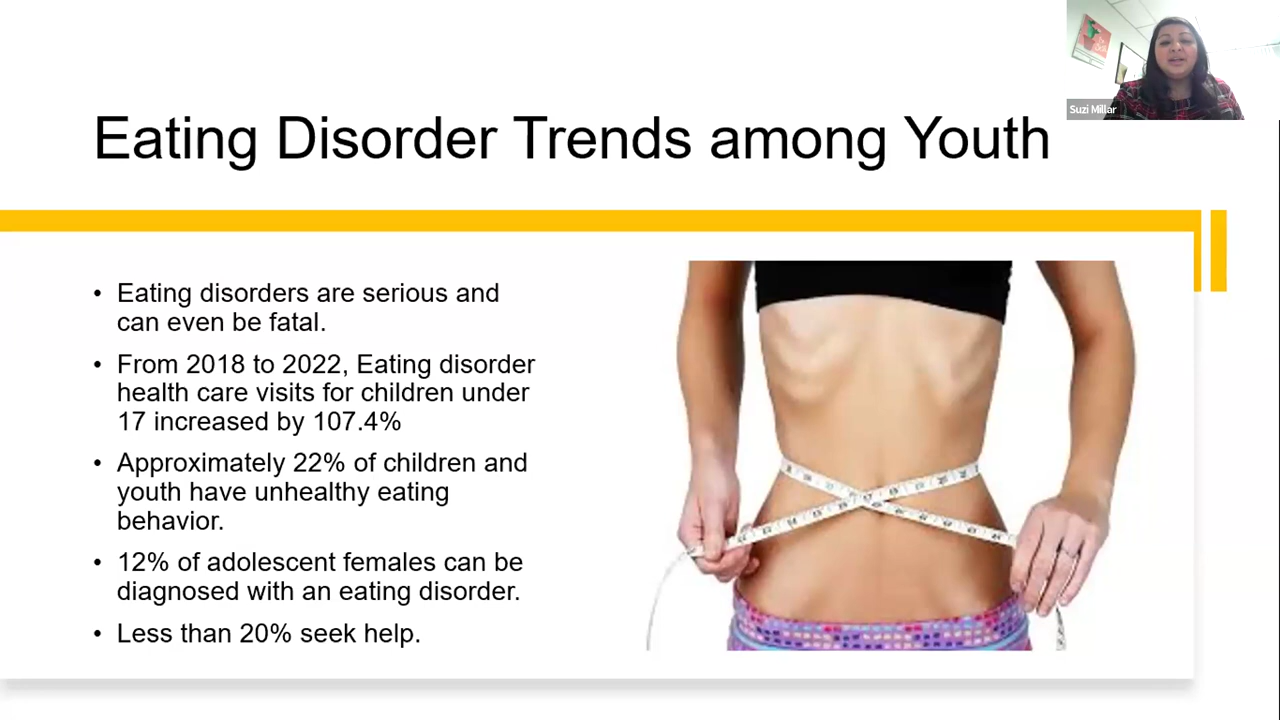 Suzi Millar
Eating Disorder Trends among Youth
• Eating disorders are serious and
can even be fatal.
• From 2018 to 2022, Eating disorder
health care visits for children under
17 increased by 107.4%
• Approximately 22% of children and
youth have unhealthy eating
behavior.
• 12% of adolescent females can be
diagnosed with an eating disorder.
• Less than 20% seek help.